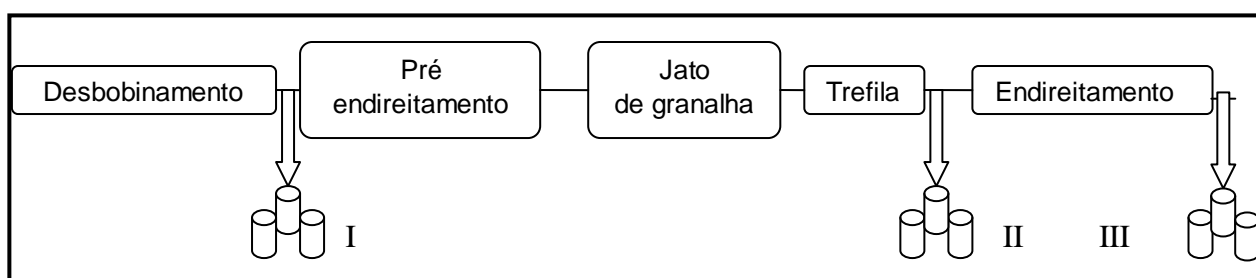 Desbobinamento
Pré
endireitamento
Jato
de granalha
Trefila
Endireitamento
I
II
III